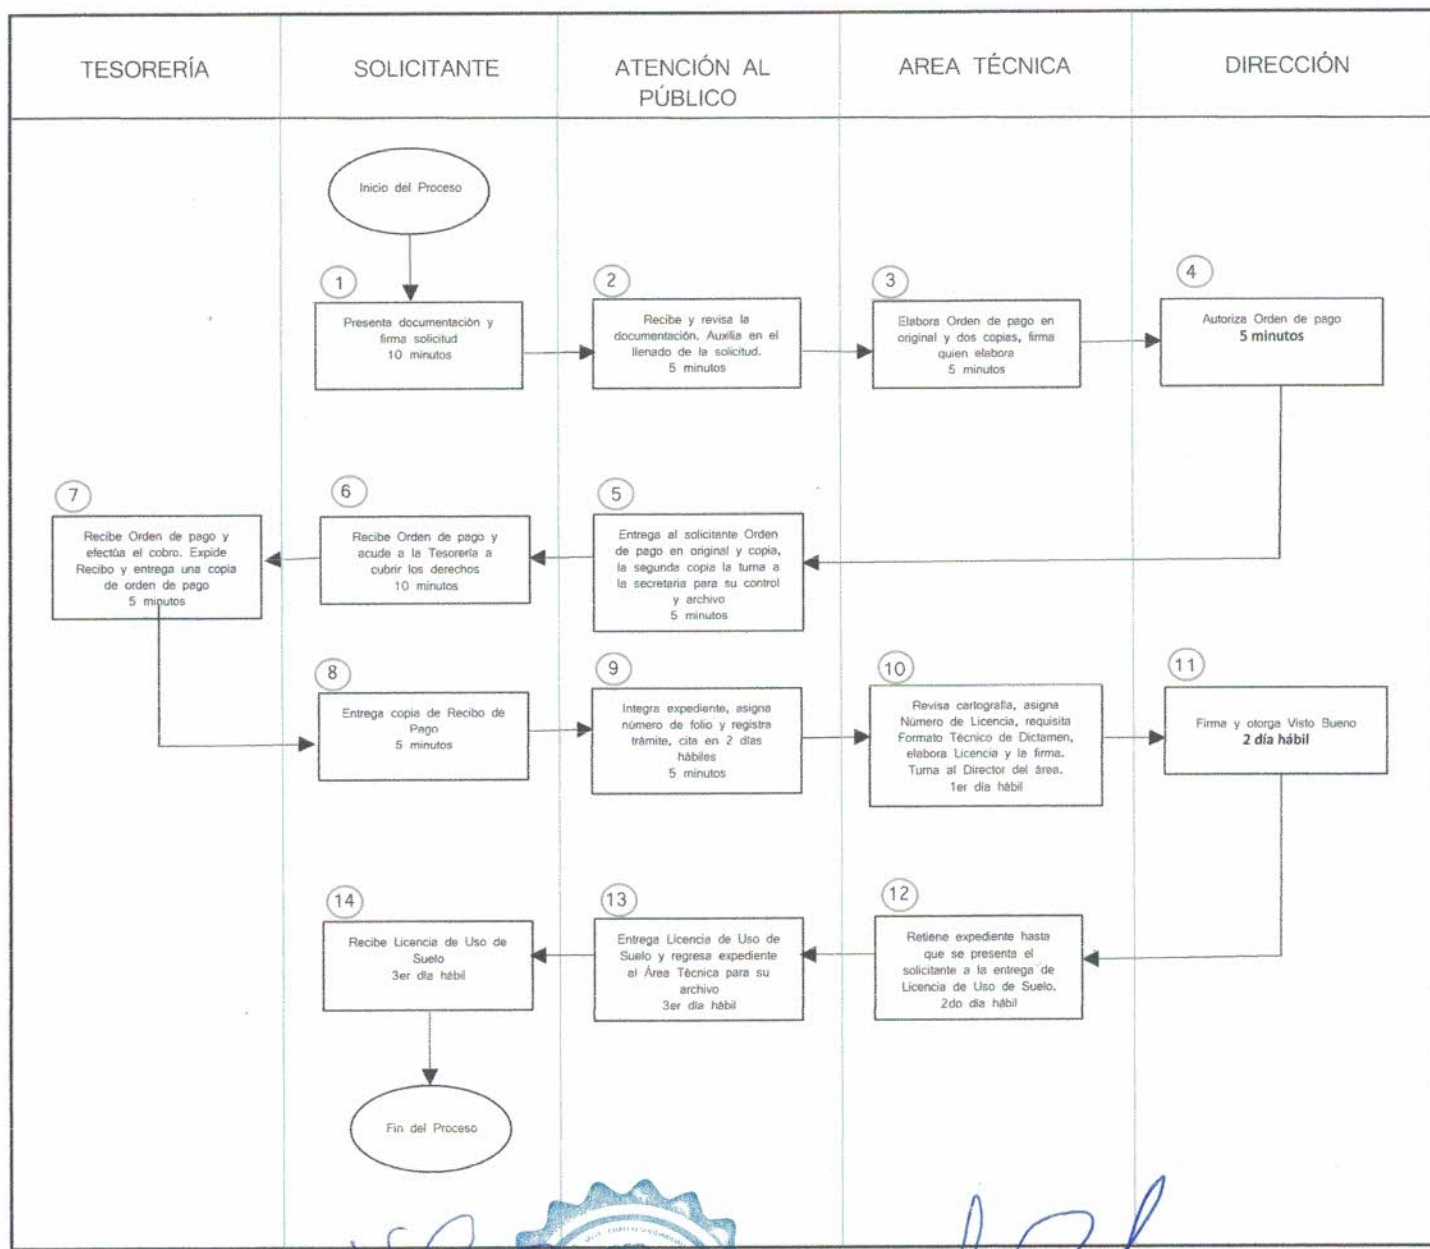 TESORERÍA
SOLICITANTE
ATENCIÓN AL
PÚBLICO
AREA TÉCNICA
DIRECCIÓN
Inicio del Proceso
1
Presenta documentación y
firma solicitud
10 minutos
2
Recibe y revisa la
documentación. Auxilia en el
llenado de la solicitud.
5 minutos
3
Elabora Orden de pago en
original y dos copias, firma
quien elabora
5 minutos
4
Autoriza Orden de pago
5 minutos
7
Recibe Orden de pago y
efectúa el cobro. Expide
Recibo y entrega una copia
de orden de pago
5 minutos
6
Recibe Orden de pago y
acude a la Tesorería a
cubrir los derechos
10 minutos
5
Entrega al solicitante Orden
de pago en original y copia,
la segunda copia la turna a
la secretaria para su control
y archivo
5 minutos
8
Entrega copia de Recibo de
Pago
5 minutos
9
Integra expediente, asigna
número de folio y registra
trámite, cita en 2 días
hábiles
5 minutos
10
Revisa cartografía, asigna
Número de Licencia, requisita
Formato Técnico de Dictamen,
elabora Licencia y la firma.
Turna al Director del área.
1er día hábil
11
Firma y otorga Visto Bueno
2 día hábil
14
Recibe Licencia de Uso de
Suelo
3er día hábil
13
Entrega Licencia de Uso de
Suelo y regresa expediente
al Área Técnica para su
archivo
3er día hábil
12
Retiene expediente hasta
que se presenta el
solicitante a la entrega de
Licencia de Uso de Suelo.
2do día hábil
Fin del Proceso